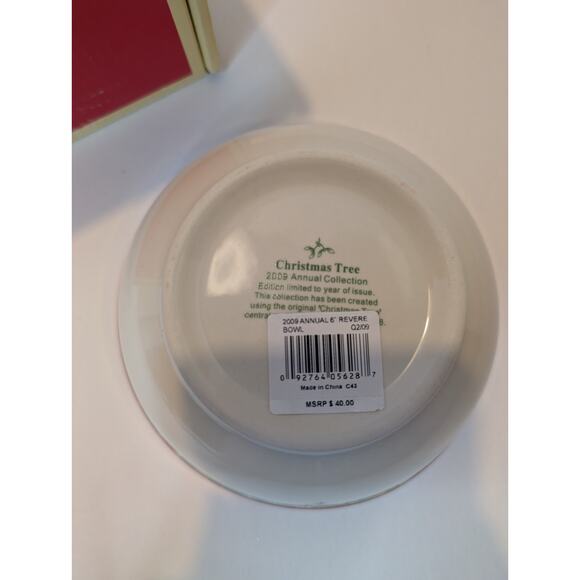 Christmas Tree
2009 Annual Collection
Edition limited to year of issue.
This collection has been created
using the original 'Christmas Tree'
2009 ANNUAL 6" REVERE
BOWL Q2/09
0 92764 05628 7
Made in China C43
MSRP $ 40.00